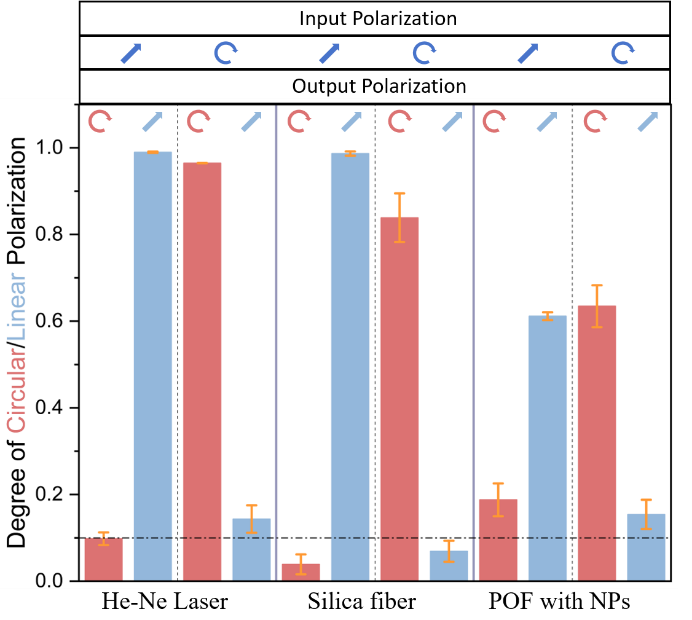 Input Polarization
Output Polarization
Degree of Circular/Linear Polarization
1.0
0.8
0.6
0.4
0.2
0.0
He-Ne Laser
Silica fiber
POF with NPs